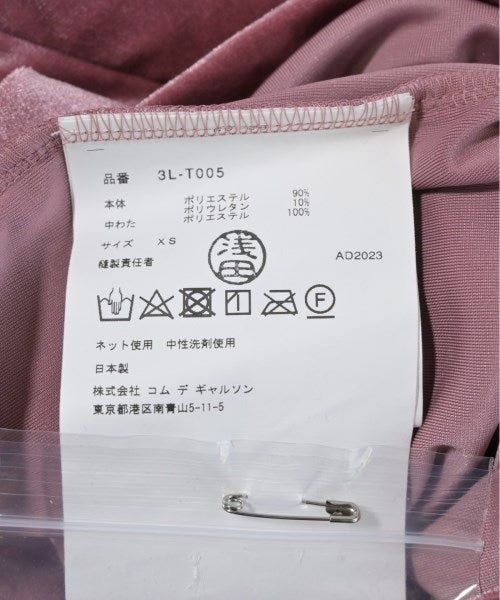 品番 3L-T005
本体 ポリエステル 90%
ポリウレタン 10%
中わた ポリエステル 100%
サイズ XS
縫製責任者 浅田 AD2023
F
ネット使用 中性洗剤使用
日本製
株式会社 コム デ ギャルソン
東京都港区南青山5-11-5